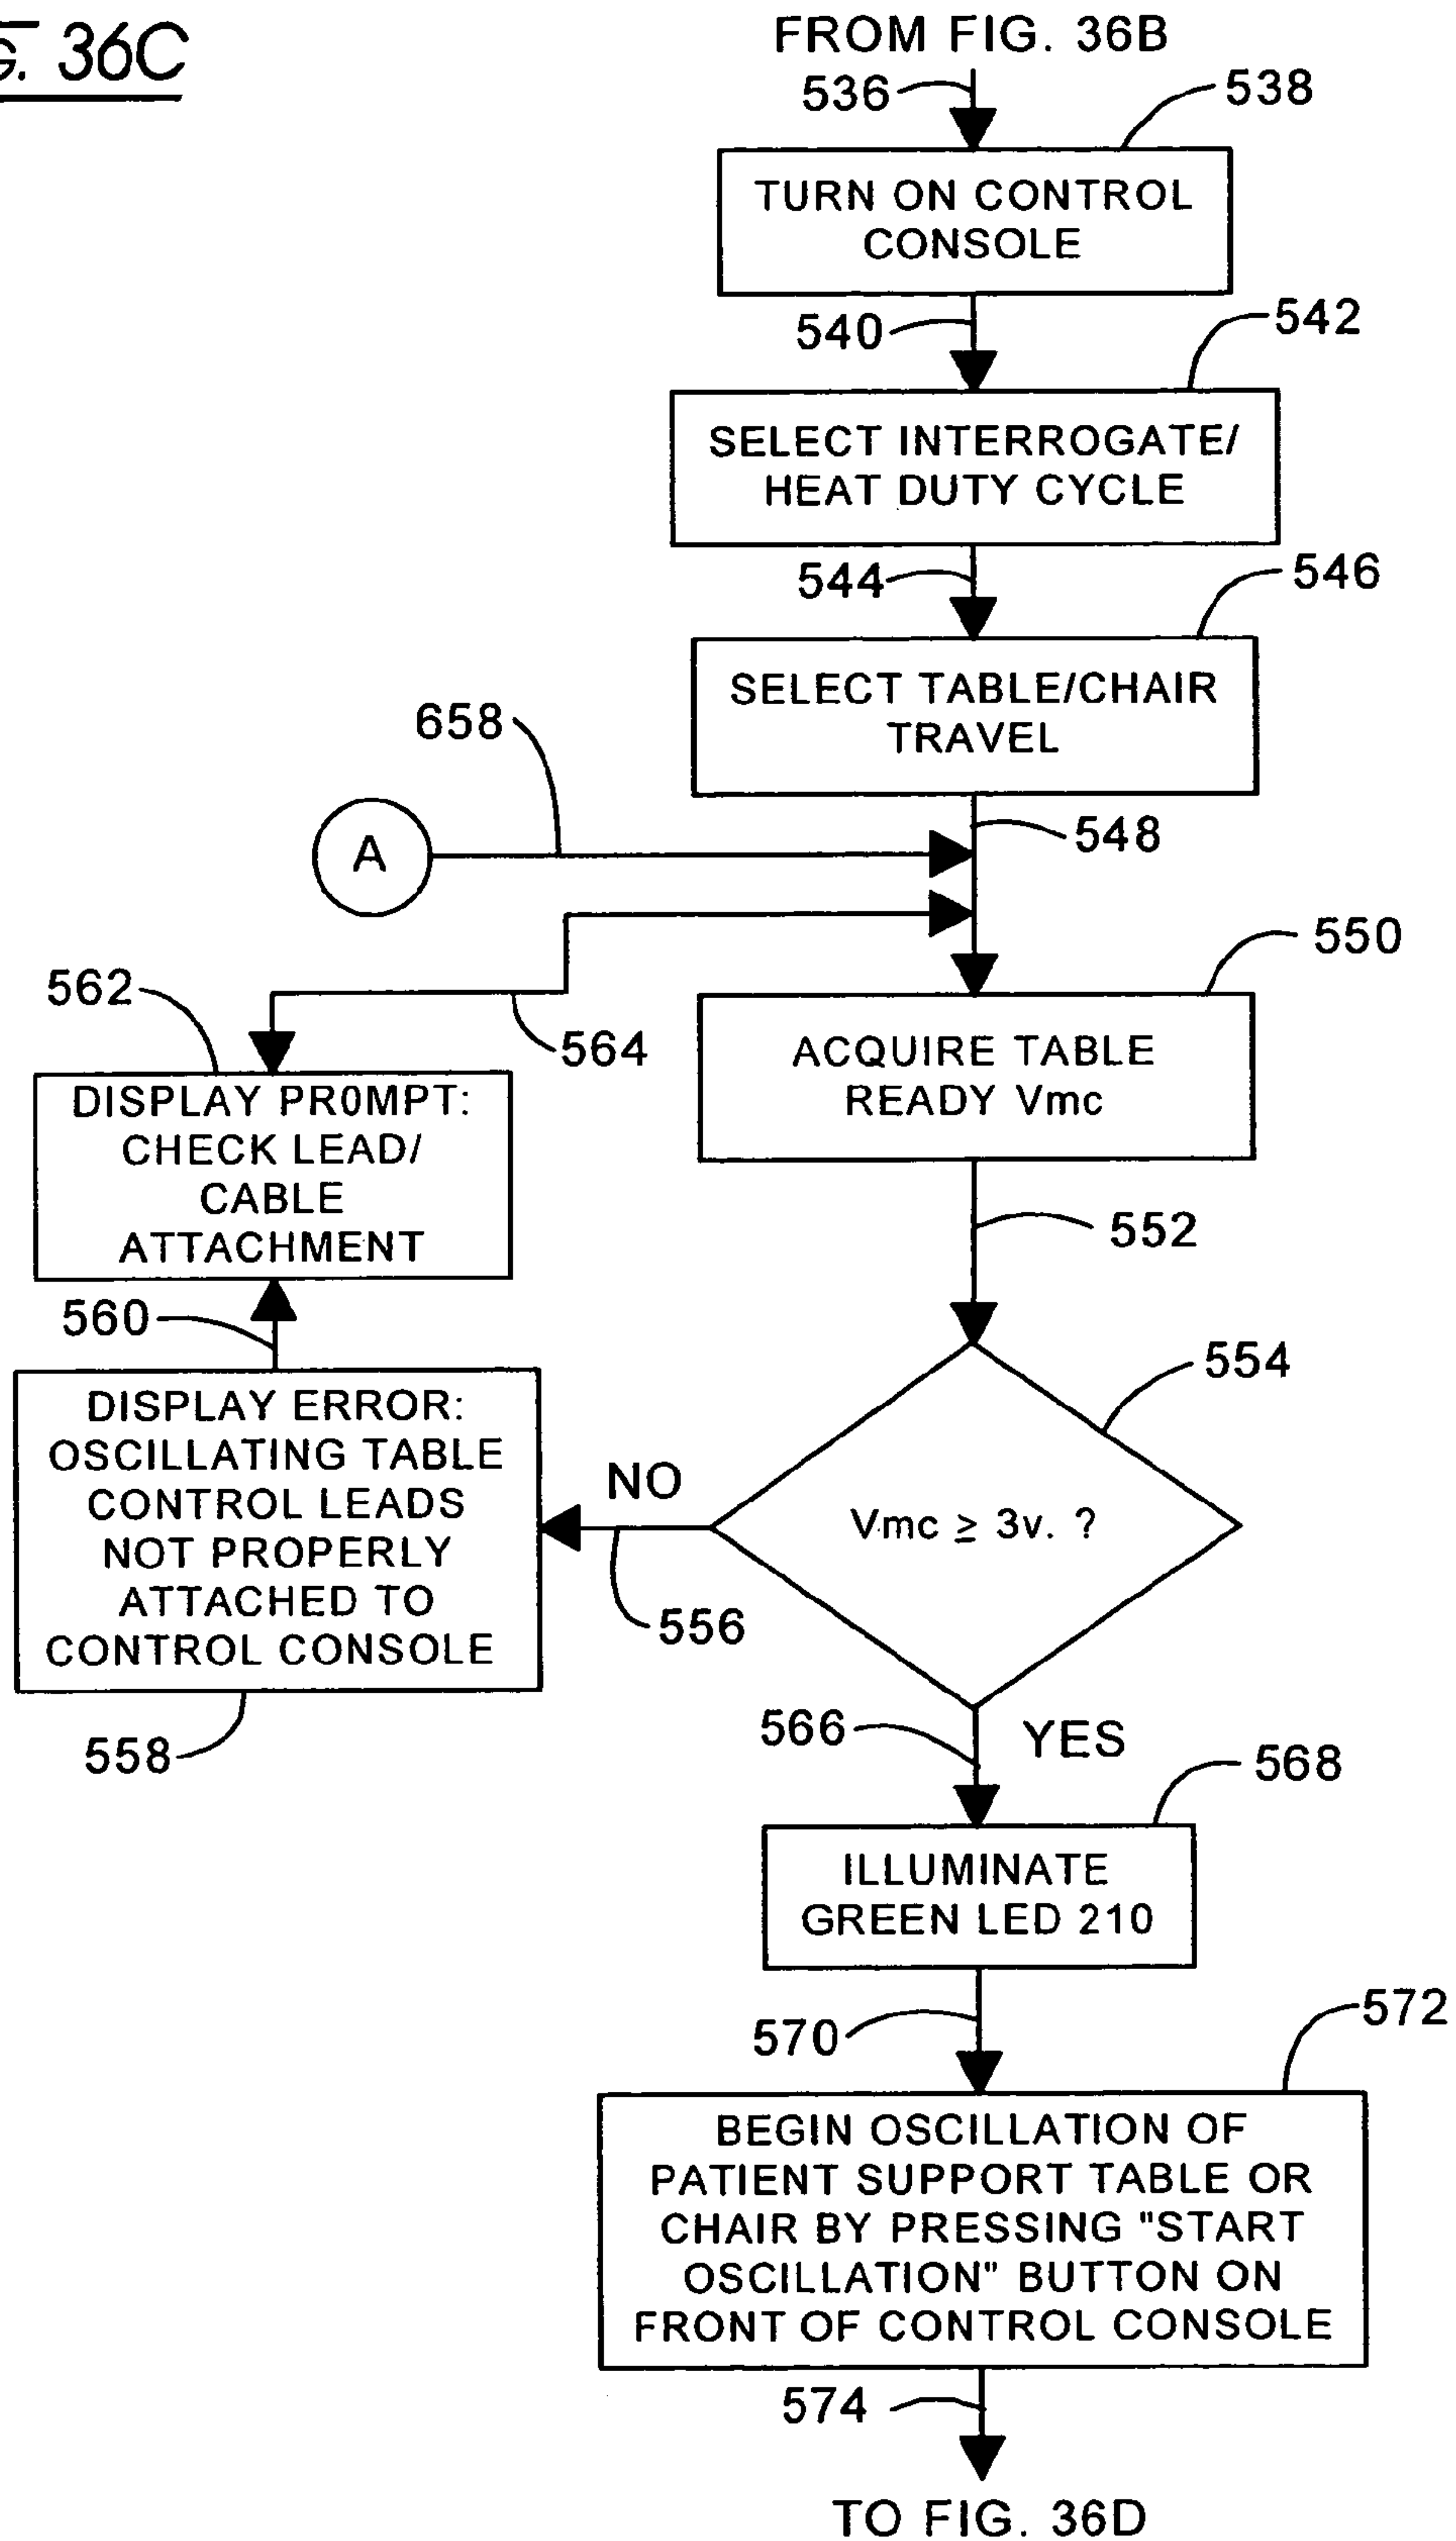 G. 36C
FROM FIG. 36B
536
538
TURN ON CONTROL
CONSOLE
540
542
SELECT INTERROGATE/
HEAT DUTY CYCLE
544
546
SELECT TABLE/CHAIR
TRAVEL
658
548
A
550
562
564
ACQUIRE TABLE
READY Vmc
DISPLAY PR0MPT:
CHECK LEAD/
CABLE
ATTACHMENT
552
560
554
DISPLAY ERROR:
OSCILLATING TABLE
CONTROL LEADS
NOT PROPERLY
ATTACHED TO
CONTROL CONSOLE
NO
Vmc ≥ 3v. ?
556
558
566
YES
568
ILLUMINATE
GREEN LED 210
570
572
BEGIN OSCILLATION OF
PATIENT SUPPORT TABLE OR
CHAIR BY PRESSING "START
OSCILLATION" BUTTON ON
FRONT OF CONTROL CONSOLE
574
TO FIG. 36D